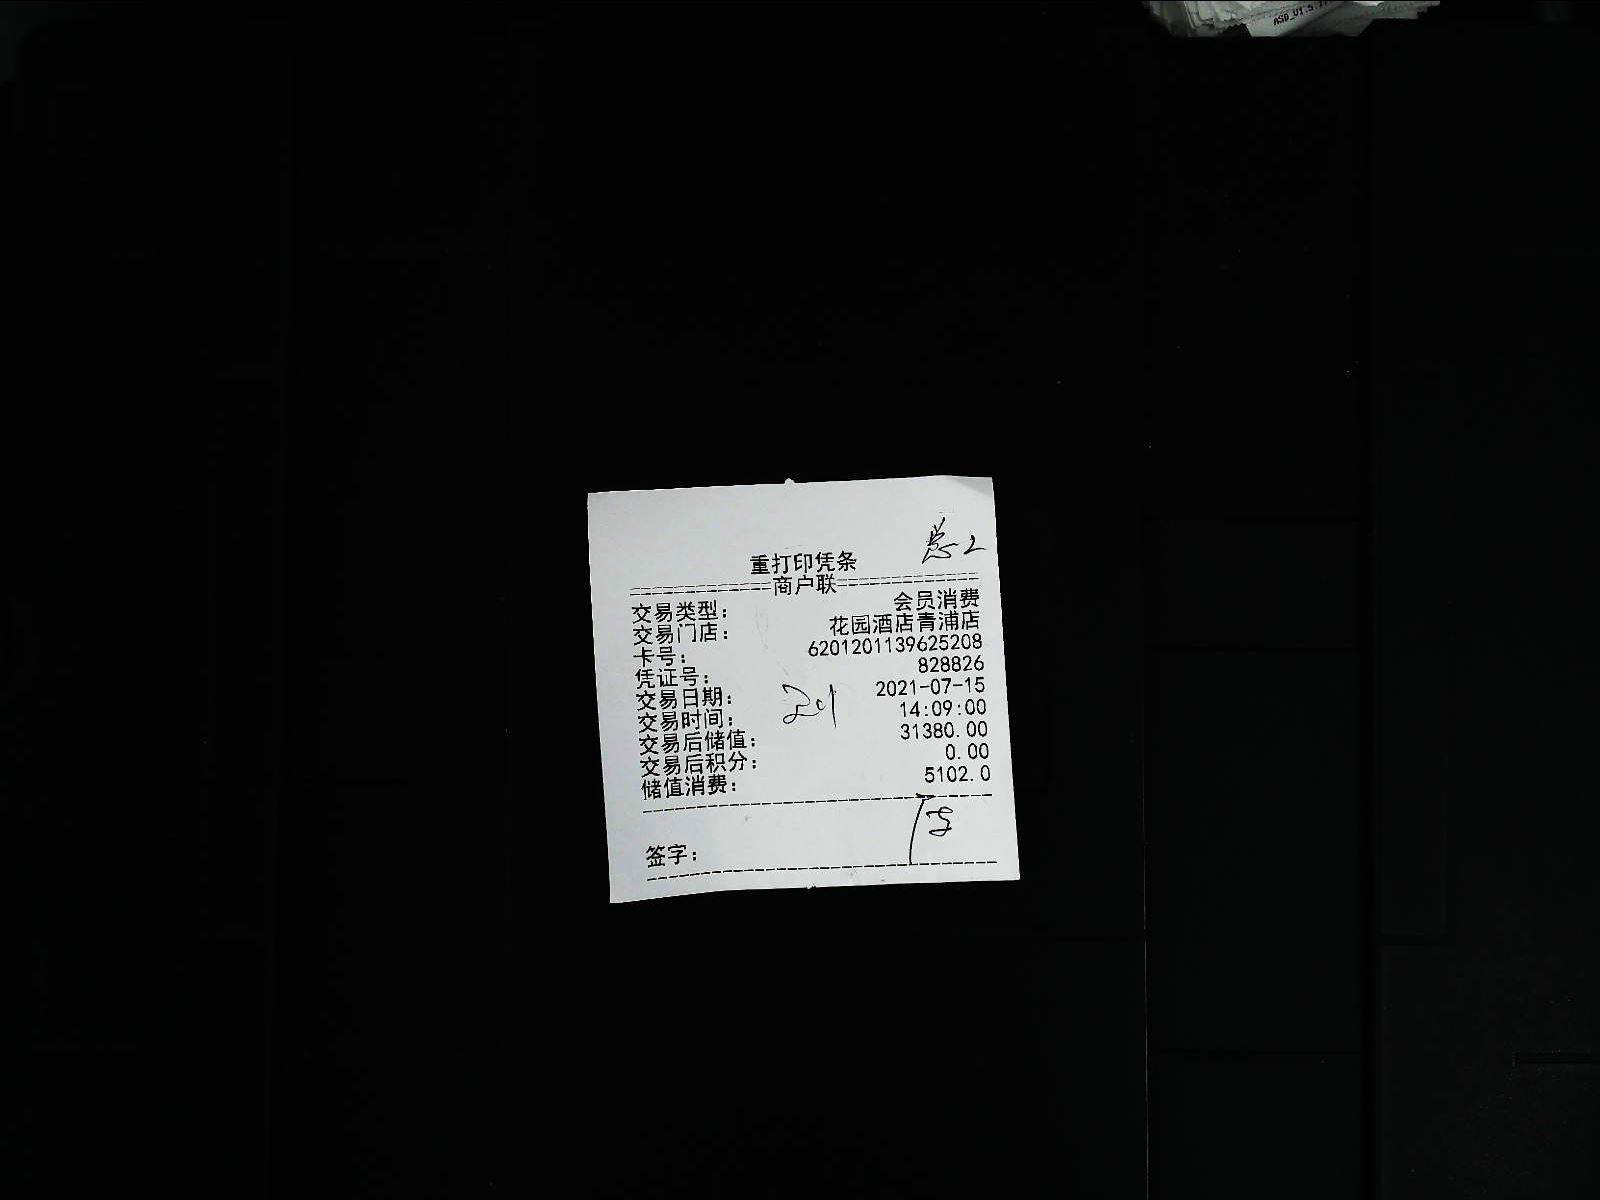 重打印凭条
============商户联============
交易类型： 会员消费
交易门店： 花园酒店青浦店
卡号： 6201201139625208
凭证号： 828826
交易日期： 2021-07-15
交易时间： 14:09:00
交易后储值： 31380.00
交易后积分： 0.00
储值消费： 5102.0
签字：